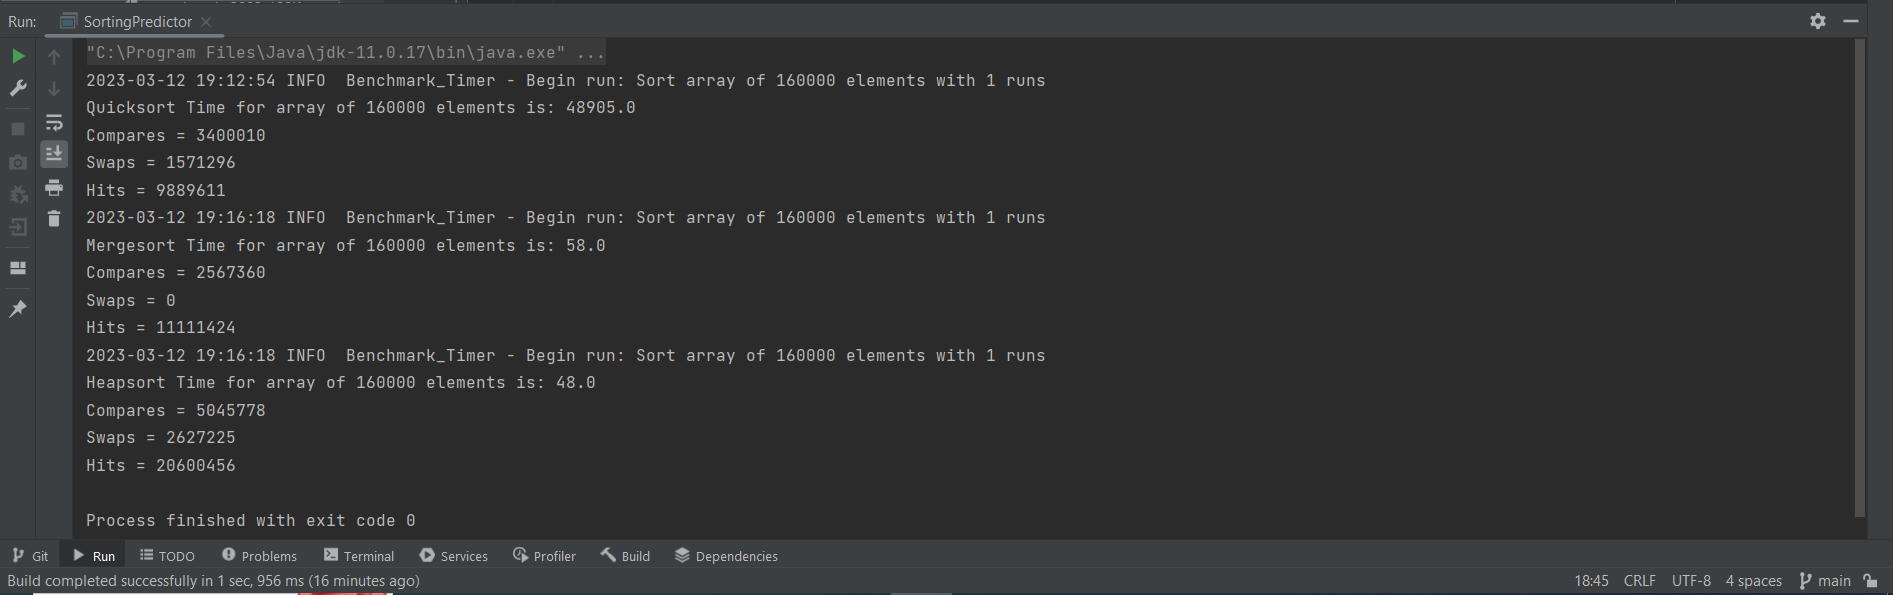 Run: SortingPredictor
"C:\Program Files\Java\jdk-11.0.17\bin\java.exe" ...
2023-03-12 19:12:54 INFO  Benchmark_Timer - Begin run: Sort array of 160000 elements with 1 runs
Quicksort Time for array of 160000 elements is: 48905.0
Compares = 3400010
Swaps = 1571296
Hits = 9889611
2023-03-12 19:16:18 INFO  Benchmark_Timer - Begin run: Sort array of 160000 elements with 1 runs
Mergesort Time for array of 160000 elements is: 58.0
Compares = 2567360
Swaps = 0
Hits = 11111424
2023-03-12 19:16:18 INFO  Benchmark_Timer - Begin run: Sort array of 160000 elements with 1 runs
Heapsort Time for array of 160000 elements is: 48.0
Compares = 5045778
Swaps = 2627225
Hits = 20600456
Process finished with exit code 0
Git Run TODO Problems Terminal Services Profiler Build Dependencies
Build completed successfully in 1 sec, 956 ms (16 minutes ago) 18:45 CRLF UTF-8 4 spaces main